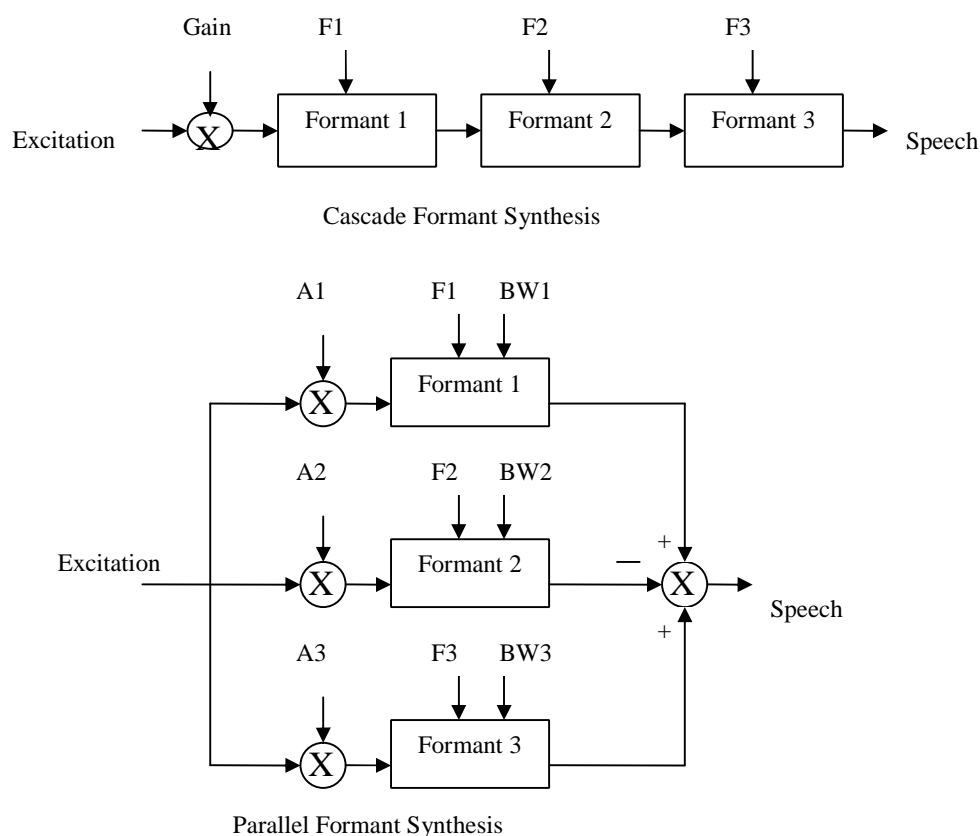 Gain F1 F2 F3
Formant 1 Formant 2 Formant 3
Excitation X Speech
Cascade Formant Synthesis
A1 F1 BW1
Formant 1
X
A2 F2 BW2
+
Excitation Formant 2 —
X X
Speech
+
A3 F3 BW3
Formant 3
X
Parallel Formant Synthesis